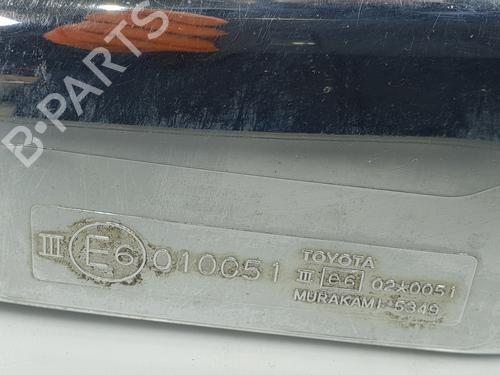 B-PARTS
III E6 010051
TOYOTA
III e6 02*0051
MURAKAMI-5349